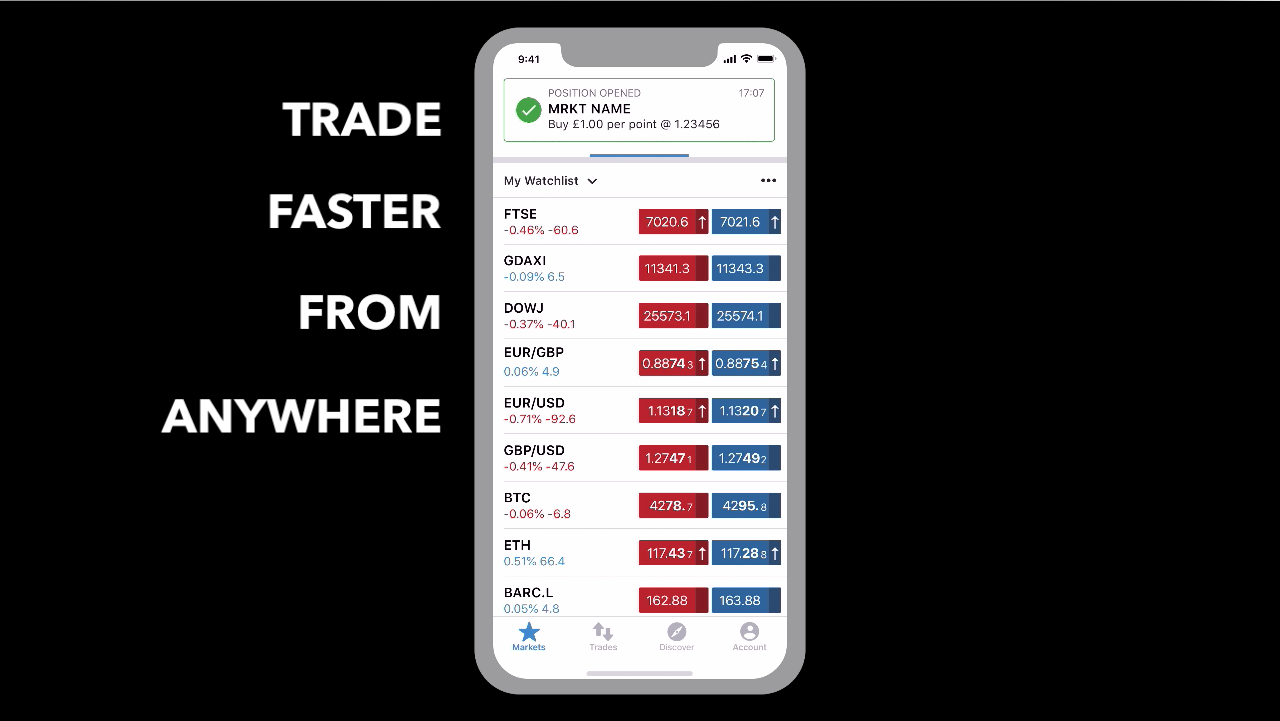 TRADE
FASTER
FROM
ANYWHERE
9:41
POSITION OPENED 17:07
MRKT NAME
Buy £1.00 per point @ 1.23456
My Watchlist
FTSE 7020.6 7021.6
-0.46% -60.6
GDAXI 11341.3 11343.3
-0.09% 6.5
DOWJ 25573.1 25574.1
-0.37% -40.1
EUR/GBP 0.88743 0.88754
0.06% 4.9
EUR/USD 1.13187 1.13207
-0.71% -92.6
GBP/USD 1.27471 1.27492
-0.41% -47.6
BTC 4278.7 4295.8
-0.06% -6.8
ETH 117.437 117.288
0.51% 66.4
BARC.L 162.88 163.88
0.05% 4.8
Markets Trades Discover Account